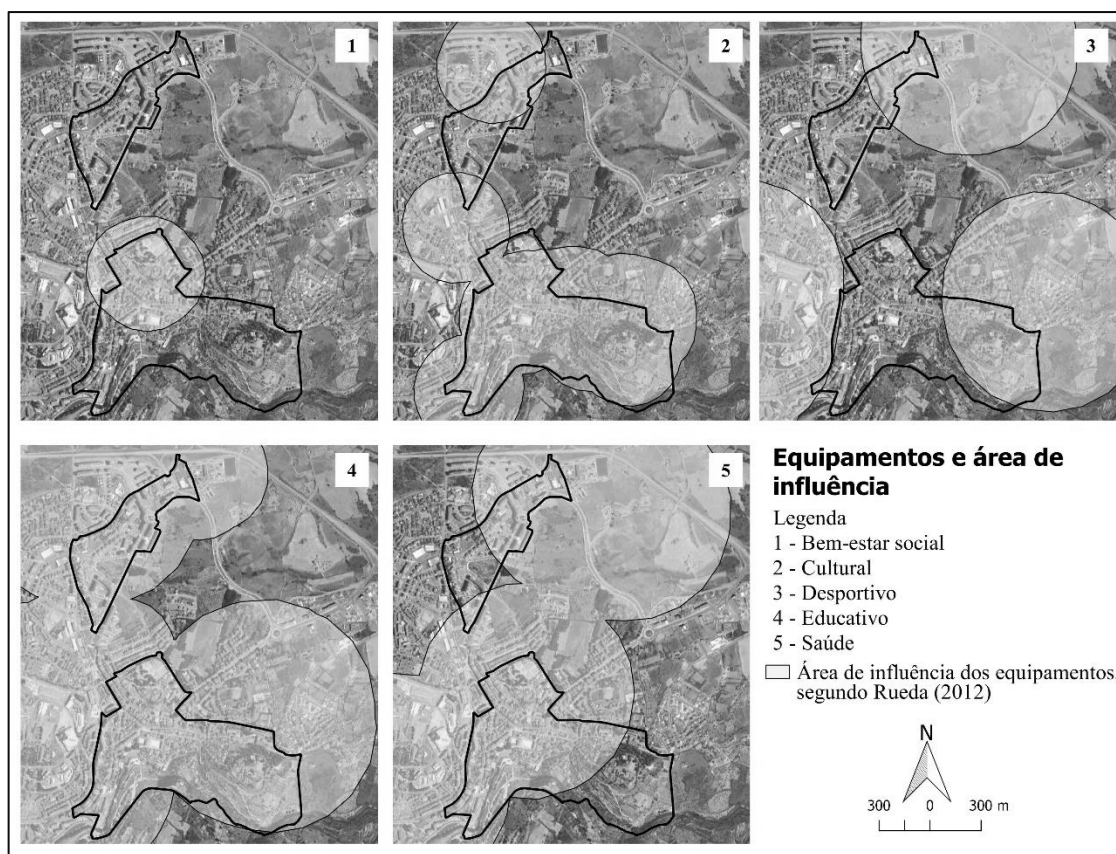 1
2
3
4
5
Equipamentos e área de
influência
Legenda
1 - Bem-estar social
2 - Cultural
3 - Desportivo
4 - Educativo
5 - Saúde
Área de influência dos equipamentos
segundo Rueda (2012)
N
300 0 300 m